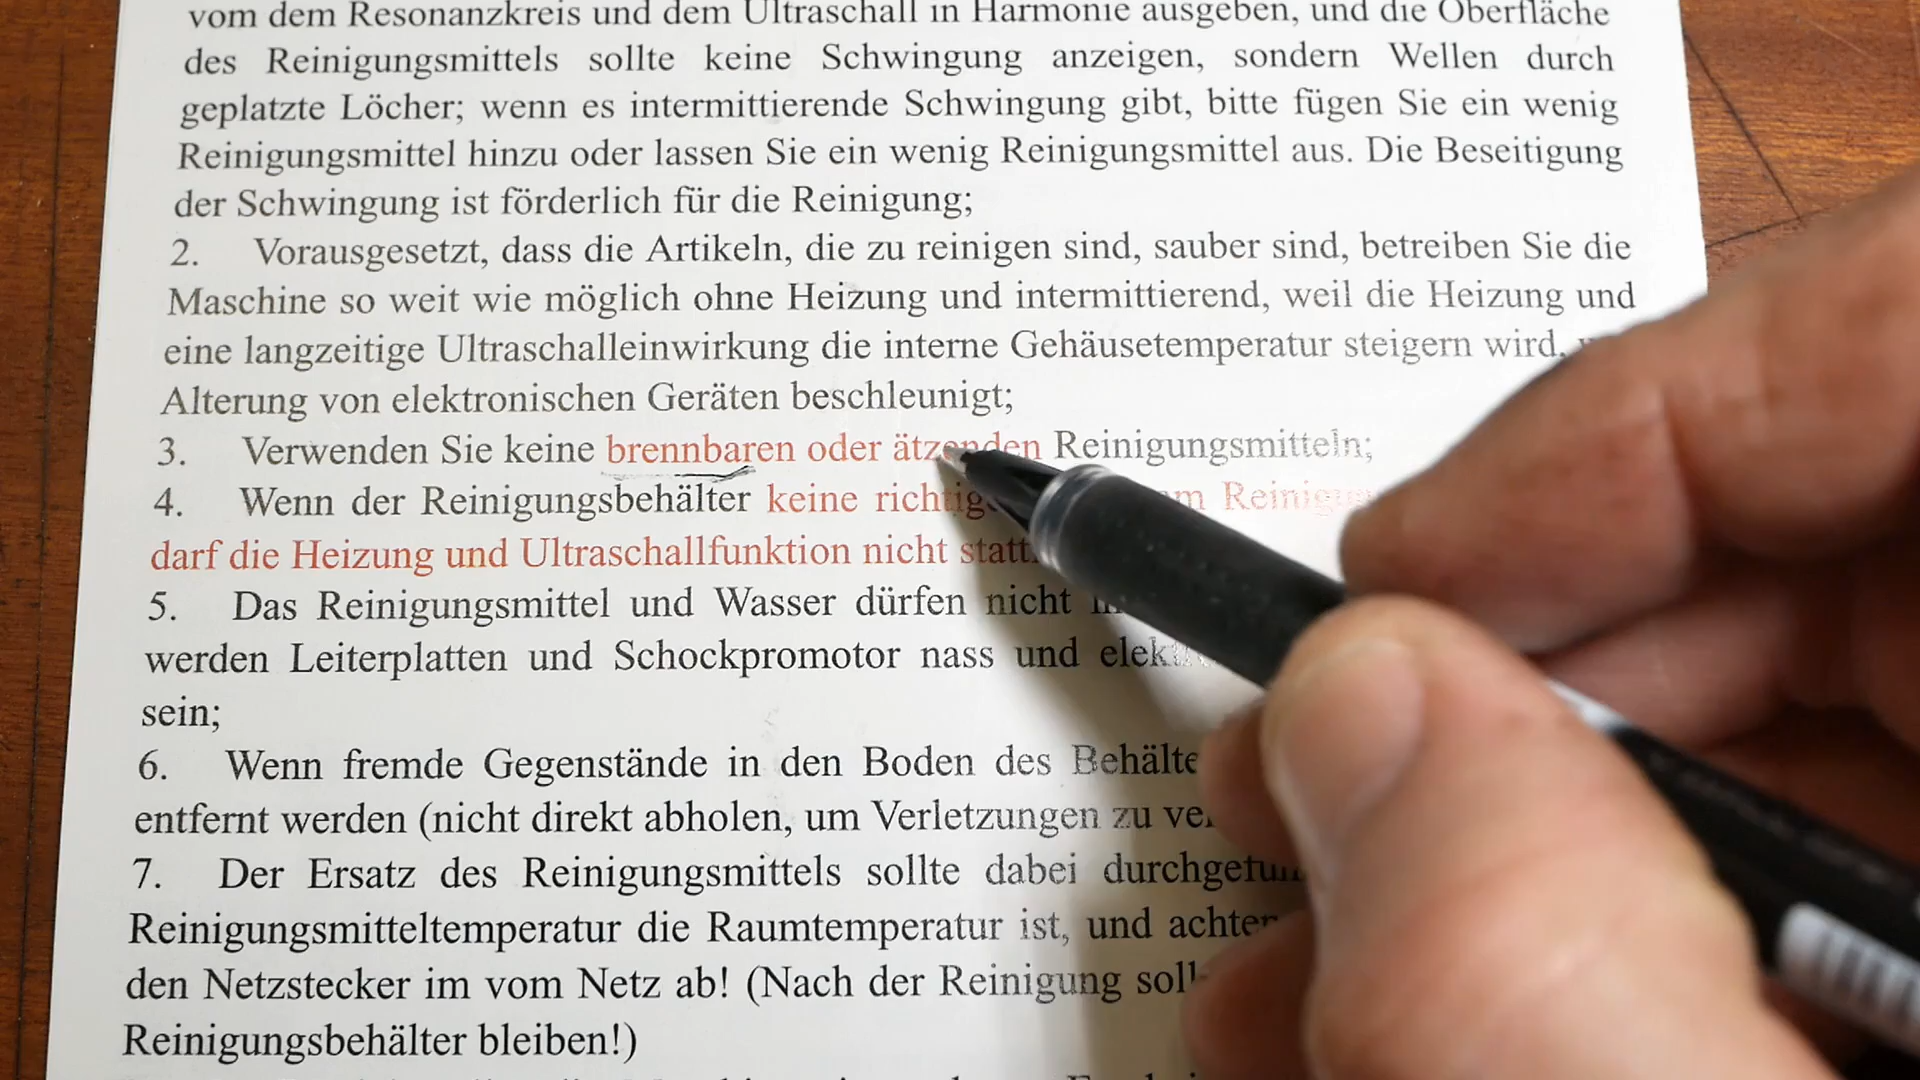 vom dem Resonanzkreis und dem Ultraschall in Harmonie ausgeben, und die Oberfläche
des Reinigungsmittels sollte keine Schwingung anzeigen, sondern Wellen durch
geplatzte Löcher; wenn es intermittierende Schwingung gibt, bitte fügen Sie ein wenig
Reinigungsmittel hinzu oder lassen Sie ein wenig Reinigungsmittel aus. Die Beseitigung
der Schwingung ist förderlich für die Reinigung;
2. Vorausgesetzt, dass die Artikeln, die zu reinigen sind, sauber sind, betreiben Sie die
Maschine so weit wie möglich ohne Heizung und intermittierend, weil die Heizung und
eine langzeitige Ultraschalleinwirkung die interne Gehäusetemperatur steigern wird,
Alterung von elektronischen Geräten beschleunigt;
3. Verwenden Sie keine brennbaren oder ätzenden Reinigungsmitteln;
4. Wenn der Reinigungsbehälter keine
darf die Heizung und Ultraschallfunktion nicht
5. Das Reinigungsmittel und Wasser dürfen nicht
werden Leiterplatten und Schockpromotor nass und
sein;
6. Wenn fremde Gegenstände in den Boden des
entfernt werden (nicht direkt abholen, um Verletzungen zu
7. Der Ersatz des Reinigungsmittels sollte dabei
Reinigungsmitteltemperatur die Raumtemperatur ist, und
den Netzstecker im vom Netz ab! (Nach der Reinigung
Reinigungsbehälter bleiben!)